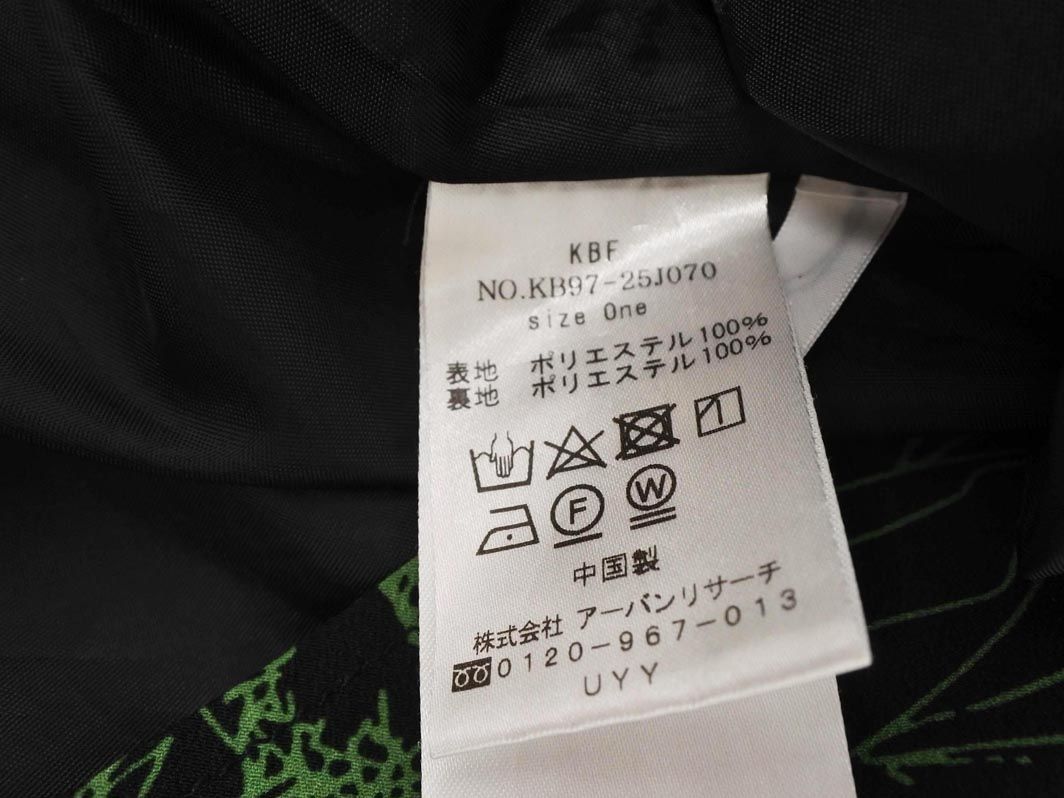 KBF
NO.KB97-25J070
size One
表地 ポリエステル100%
裏地 ポリエステル100%
F W
中国製
株式会社 アーバンリサーチ
0120-967-013
UYY